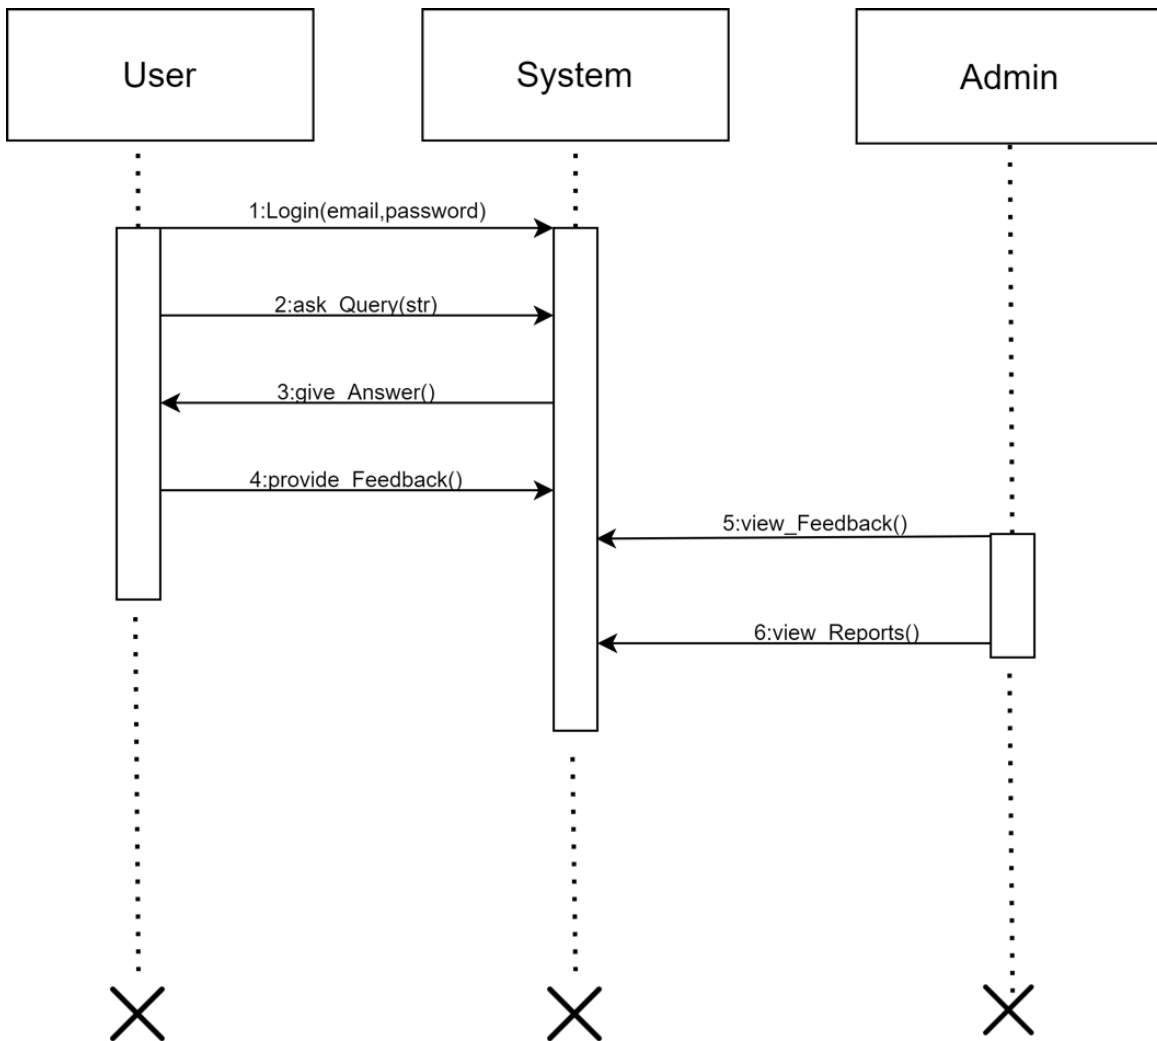 User
System
Admin
1:Login(email,password)
2:ask_Query(str)
3:give_Answer()
4:provide_Feedback()
5:view_Feedback()
6:view_Reports()